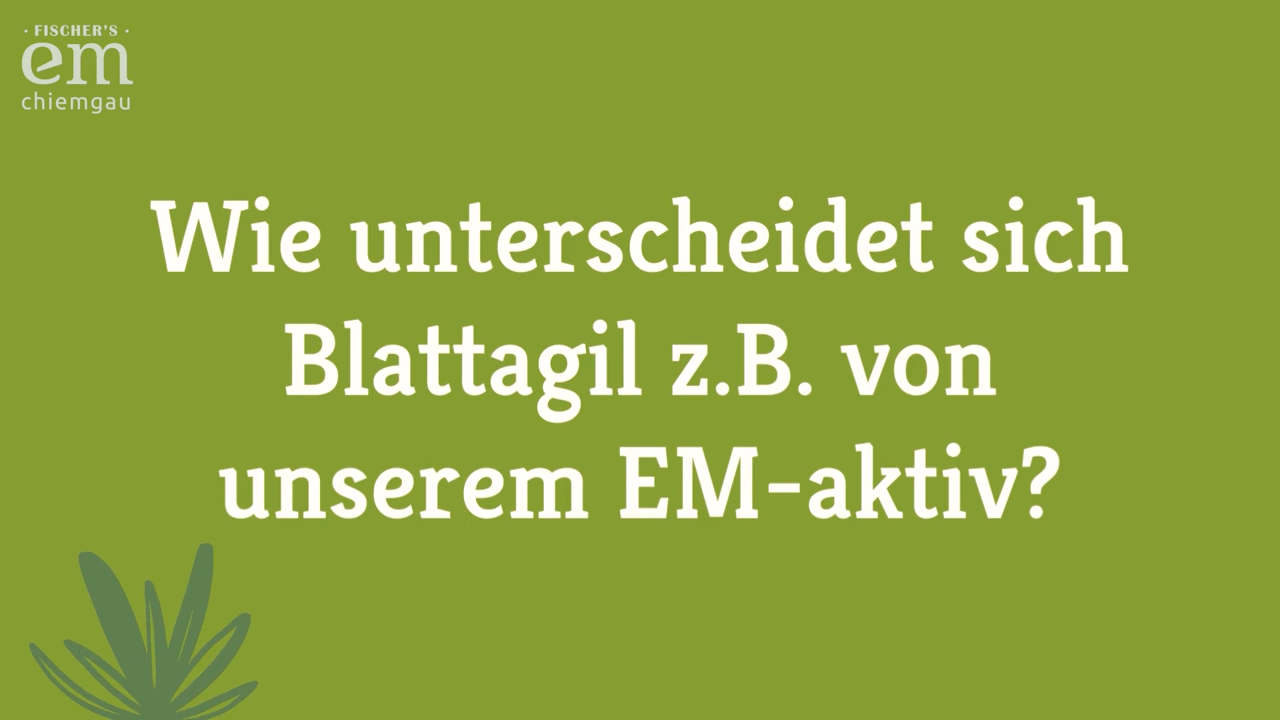 · FISCHER'S ·
em
chiemgau
Wie unterscheidet sich
Blattagil z.B. von
unserem EM-aktiv?